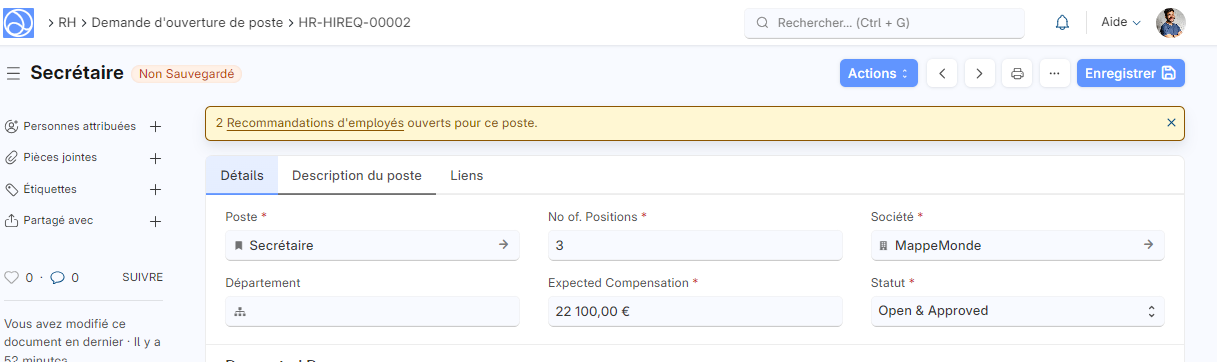 RH > Demande d'ouverture de poste > HR-HIREQ-00002
Rechercher... (Ctrl + G)
Aide
Secrétaire
Non Sauvegardé
Actions
Enregistrer
Personnes attribuées
Pièces jointes
Étiquettes
Partagé avec
0 · 0 SUIVRE
Vous avez modifié ce
document en dernier · Il y a
52 minutes
2 Recommandations d'employés ouverts pour ce poste.
Détails
Description du poste
Liens
Poste *
Secrétaire
No of. Positions *
3
Société *
MappeMonde
Département
Expected Compensation *
22 100,00 €
Statut *
Open & Approved